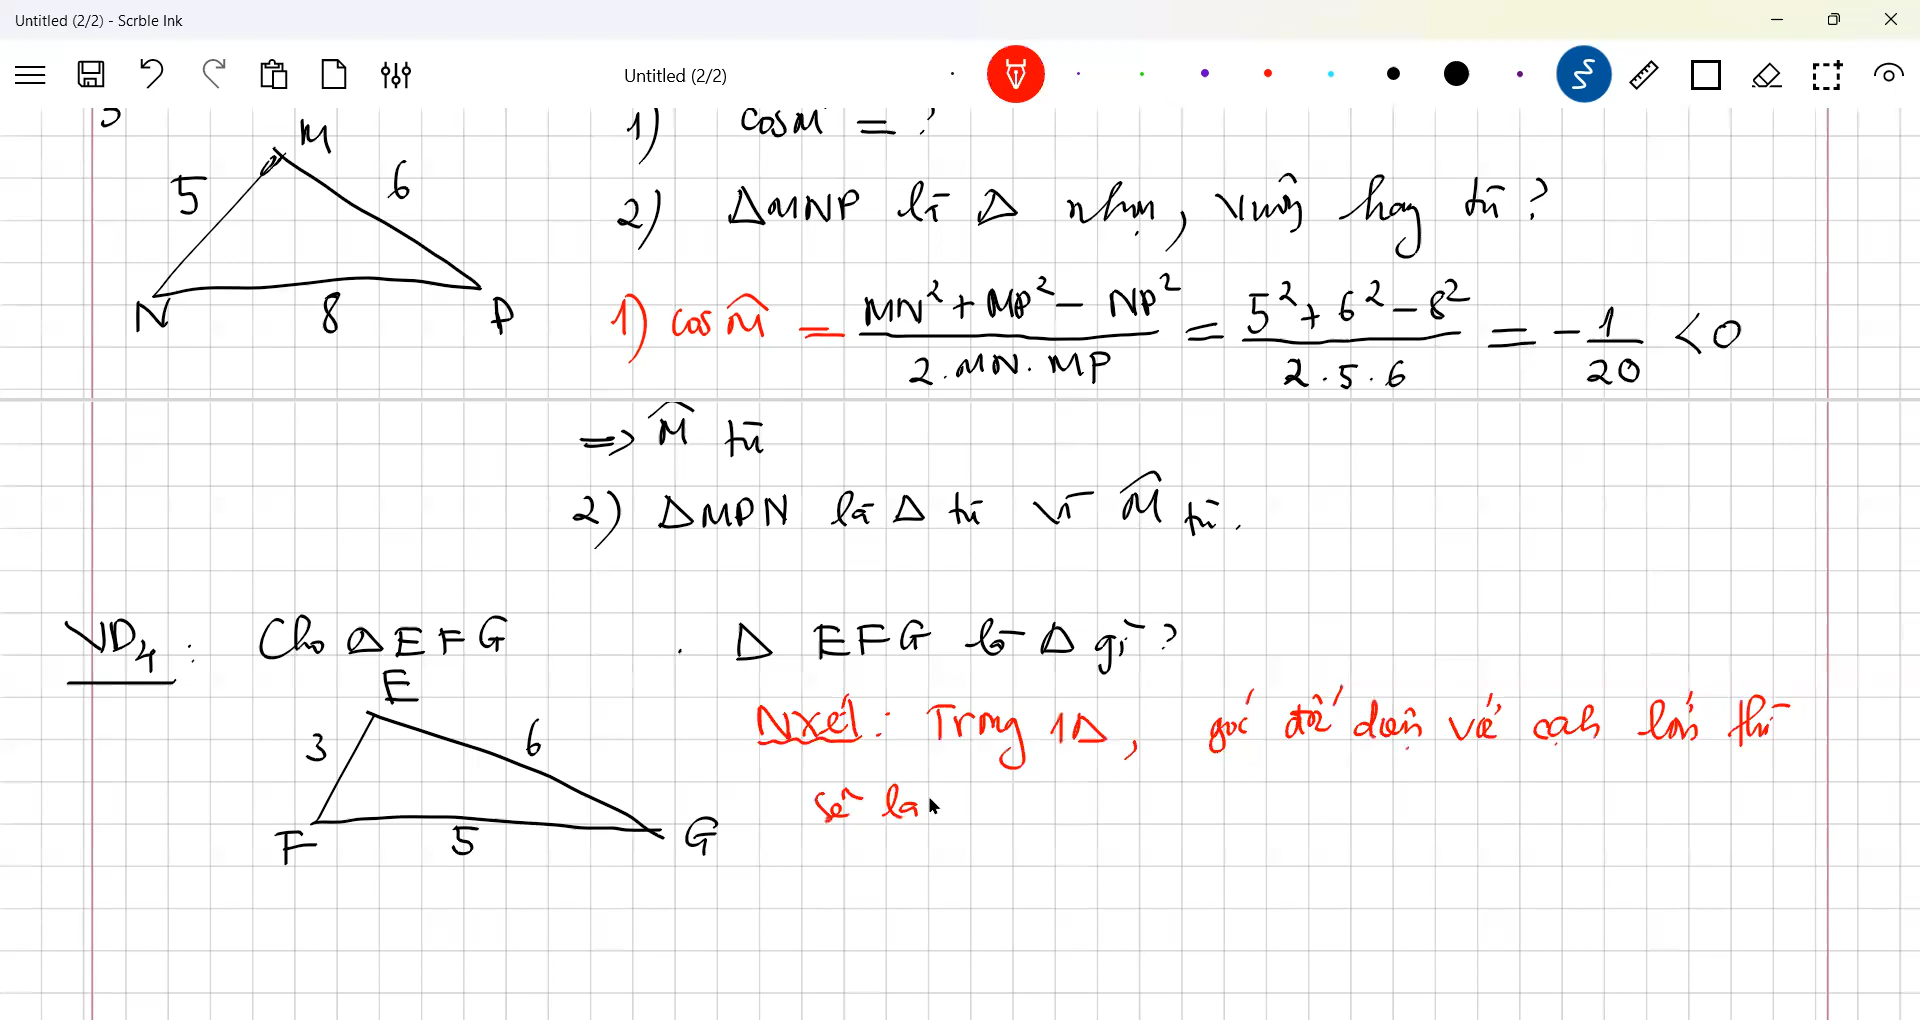 Untitled (2/2) - Scrble Ink
Untitled (2/2)
M
5
6
N
8
P
1) cosM = ?
2) ΔMNP là Δ nhọn, vuông hay tù?
1) cos M̂ = (MN² + MP² - NP²)/(2.MN.MP) = (5² + 6² - 8²)/(2.5.6) = -1/20 < 0
=> M̂ tù
2) ΔMPN là Δ tù vì M̂ tù.
VD4: Cho ΔEFG . Δ EFG là Δ gì?
E
3
6
F
5
G
Nxét: Trong 1Δ, góc đối diện với cạnh lớn thì
sẽ là